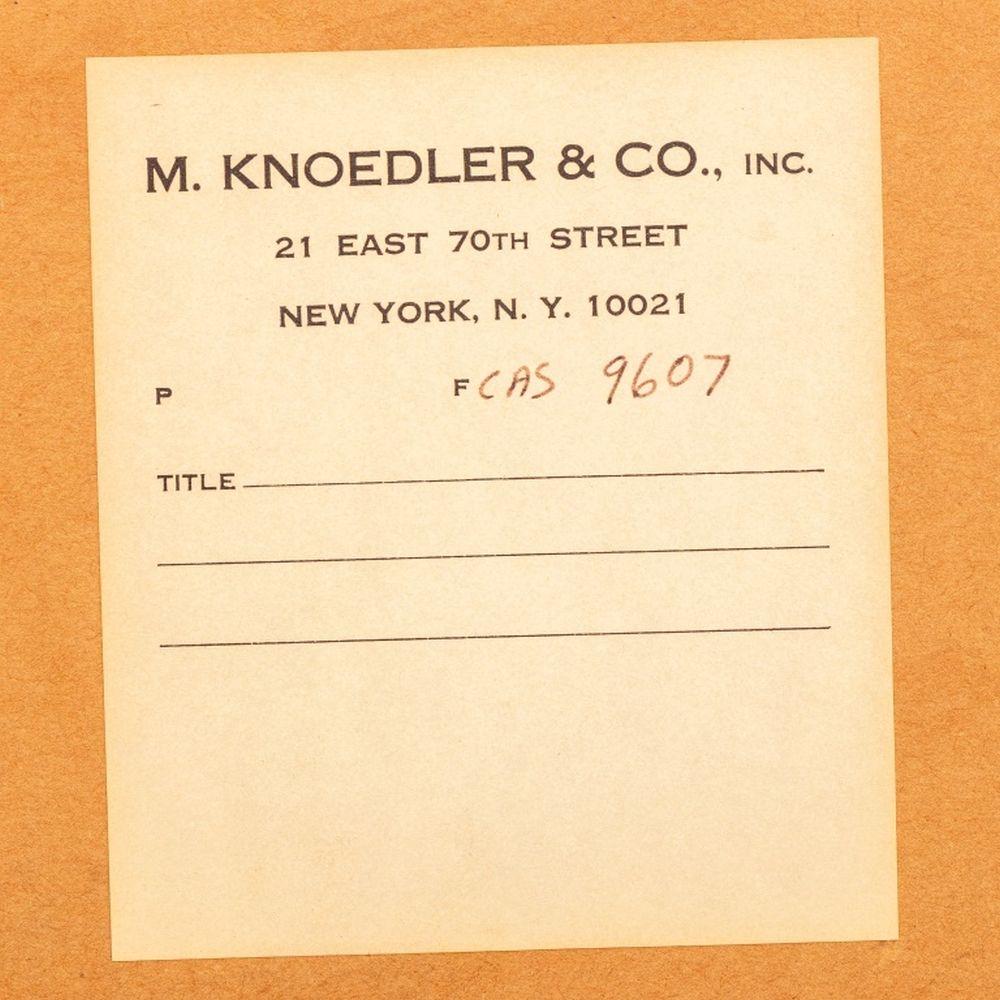 M. KNOEDLER & CO., INC.
21 EAST 70TH STREET
NEW YORK, N. Y. 10021
P F CAS 9607
TITLE